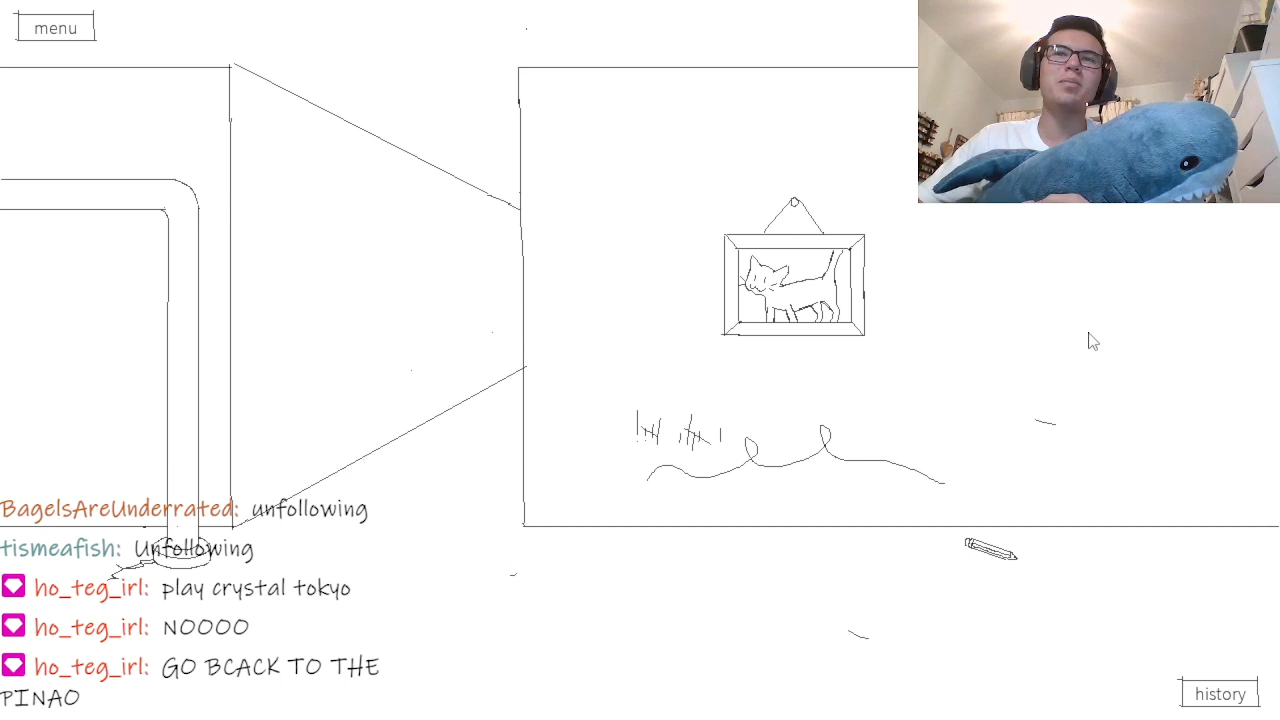 menu
BagelsAreUnderrated: unfollowing
tismeafish: Unfollowing
ho_teg_irl: play crystal tokyo
ho_teg_irl: NOOOO
ho_teg_irl: GO BCACK TO THE
PINAO
history